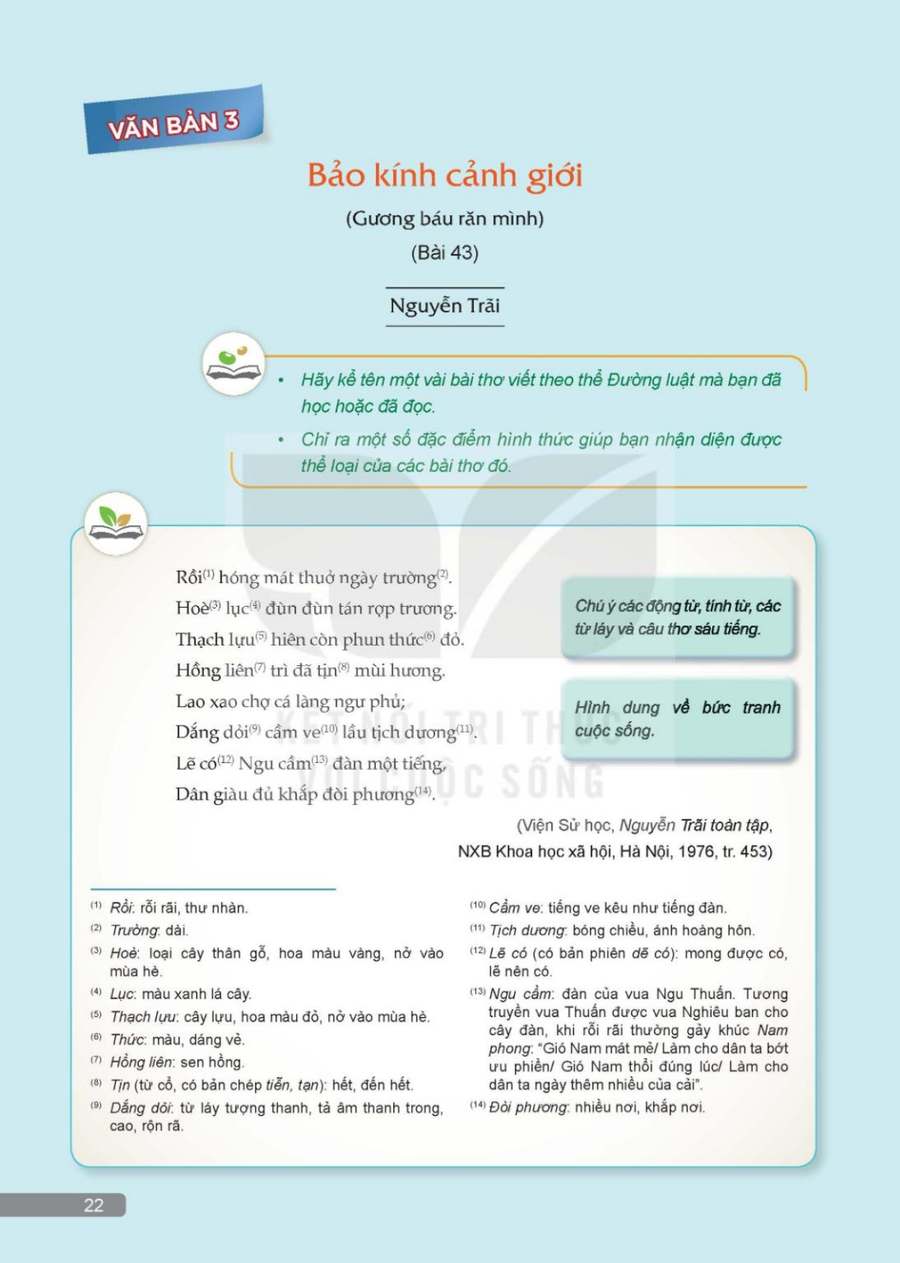 VĂN BẢN 3
Bảo kính cảnh giới
(Gương báu răn mình)
(Bài 43)
Nguyễn Trãi
• Hãy kể tên một vài bài thơ viết theo thể Đường luật mà bạn đã
học hoặc đã đọc.
• Chỉ ra một số đặc điểm hình thức giúp bạn nhận diện được
thể loại của các bài thơ đó.
Rồi(1) hóng mát thuở ngày trường(2).
Hoè(3) lục(4) đùn đùn tán rợp trương.
Thạch lựu(5) hiên còn phun thức(6) đỏ.
Hồng liên(7) trì đã tịn(8) mùi hương.
Lao xao chợ cá làng ngư phủ;
Dắng dỏi(9) cầm ve(10) lầu tịch dương(11).
Lẽ có(12) Ngu cầm(13) đàn một tiếng,
Dân giàu đủ khắp đòi phương(14).
Chú ý các động từ, tính từ, các
từ láy và câu thơ sáu tiếng.
Hình dung về bức tranh
cuộc sống.
KẾT NỐI TRI THỨC
VỚI CUỘC SỐNG
(Viện Sử học, Nguyễn Trãi toàn tập,
NXB Khoa học xã hội, Hà Nội, 1976, tr. 453)
(1) Rồi: rỗi rãi, thư nhàn.
(2) Trường: dài.
(3) Hoè: loại cây thân gỗ, hoa màu vàng, nở vào
mùa hè.
(4) Lục: màu xanh lá cây.
(5) Thạch lựu: cây lựu, hoa màu đỏ, nở vào mùa hè.
(6) Thức: màu, dáng vẻ.
(7) Hồng liên: sen hồng.
(8) Tịn (từ cổ, có bản chép tiễn, tạn): hết, đến hết.
(9) Dắng dỏi: từ láy tượng thanh, tả âm thanh trong,
cao, rộn rã.
(10) Cầm ve: tiếng ve kêu như tiếng đàn.
(11) Tịch dương: bóng chiều, ánh hoàng hôn.
(12) Lẽ có (có bản phiên dẽ có): mong được có,
lẽ nên có.
(13) Ngu cầm: đàn của vua Ngu Thuấn. Tương
truyền vua Thuấn được vua Nghiêu ban cho
cây đàn, khi rỗi rãi thường gảy khúc Nam
phong: “Gió Nam mát mẻ/ Làm cho dân ta bớt
ưu phiền/ Gió Nam thổi đúng lúc/ Làm cho
dân ta ngày thêm nhiều của cải”.
(14) Đòi phương: nhiều nơi, khắp nơi.
22